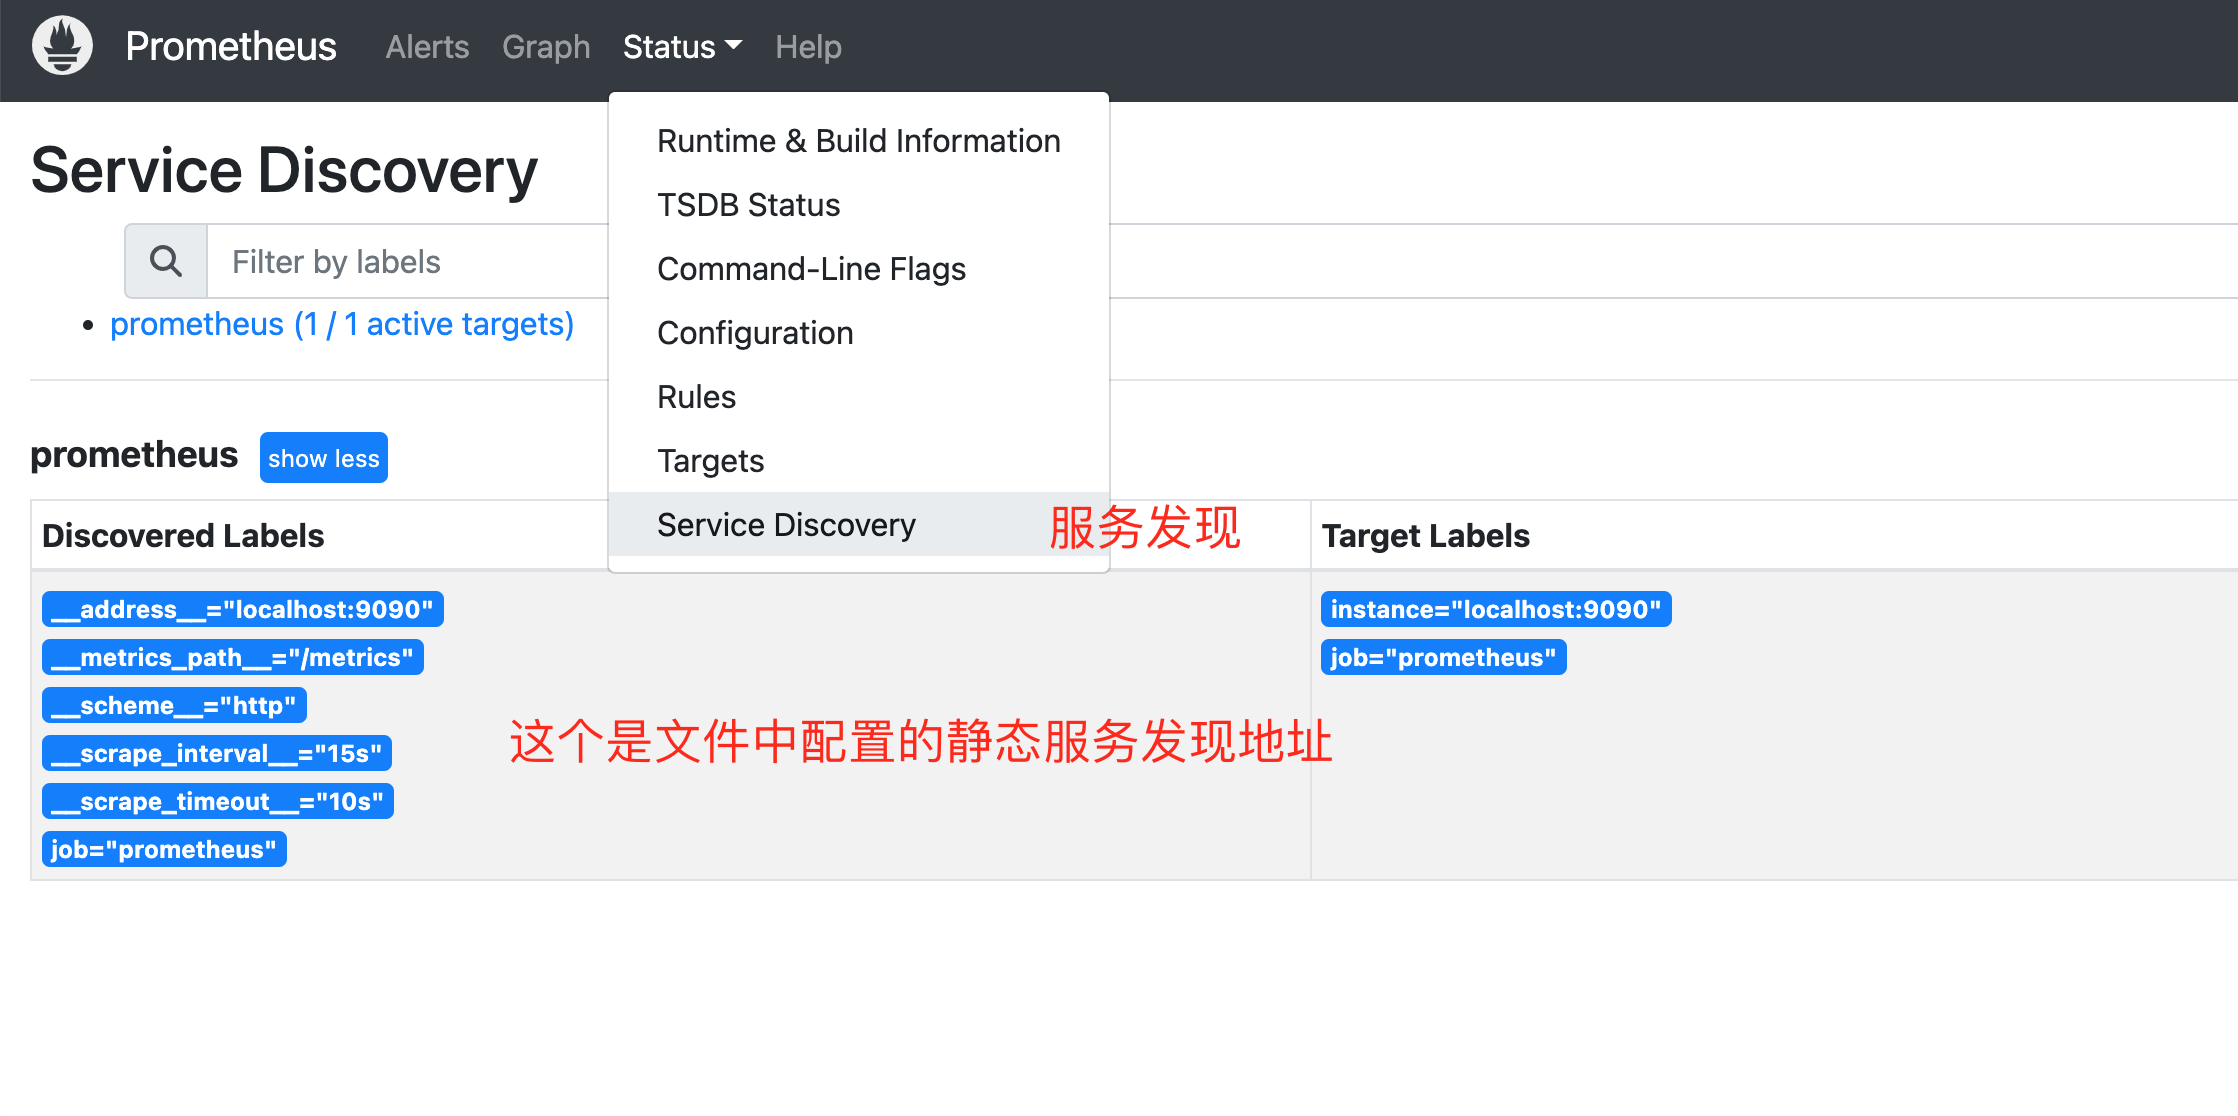 Prometheus Alerts Graph Status Help
Runtime & Build Information
TSDB Status
Command-Line Flags
Configuration
Rules
Targets
Service Discovery 服务发现
Service Discovery
Filter by labels
prometheus (1 / 1 active targets)
prometheus show less
Discovered Labels Target Labels
__address__="localhost:9090" instance="localhost:9090"
__metrics_path__="/metrics" job="prometheus"
__scheme__="http"
这个是文件中配置的静态服务发现地址
__scrape_interval__="15s"
__scrape_timeout__="10s"
job="prometheus"